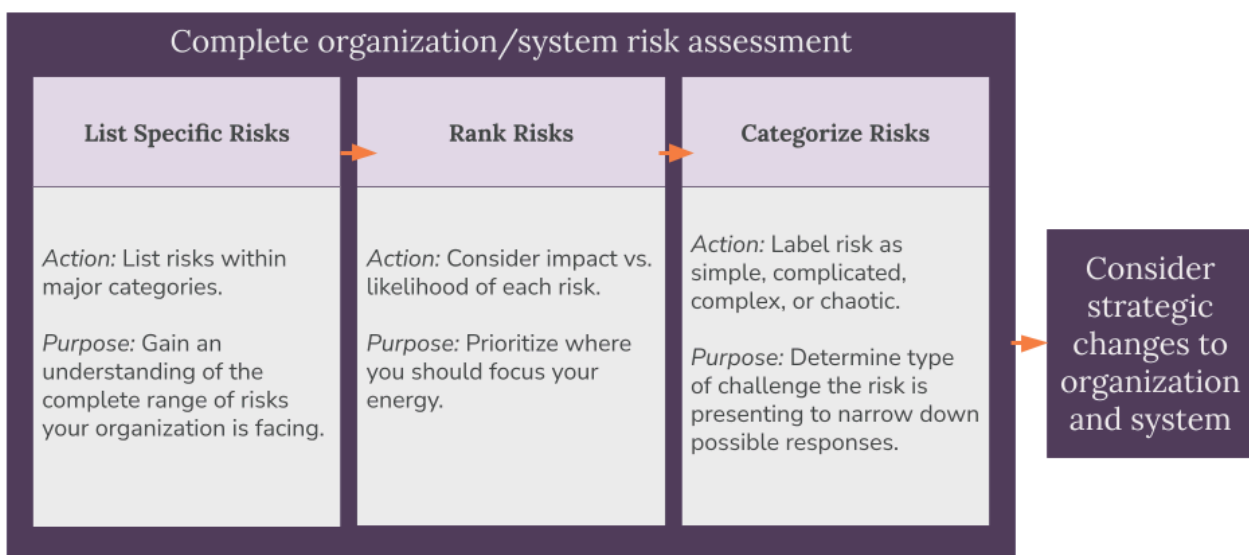 Complete organization/system risk assessment
List Specific Risks
Action: List risks within
major categories.
Purpose: Gain an
understanding of the
complete range of risks
your organization is facing.
Rank Risks
Action: Consider impact vs.
likelihood of each risk.
Purpose: Prioritize where
you should focus your
energy.
Categorize Risks
Action: Label risk as
simple, complicated,
complex, or chaotic.
Purpose: Determine type
of challenge the risk is
presenting to narrow down
possible responses.
Consider
strategic
changes to
organization
and system